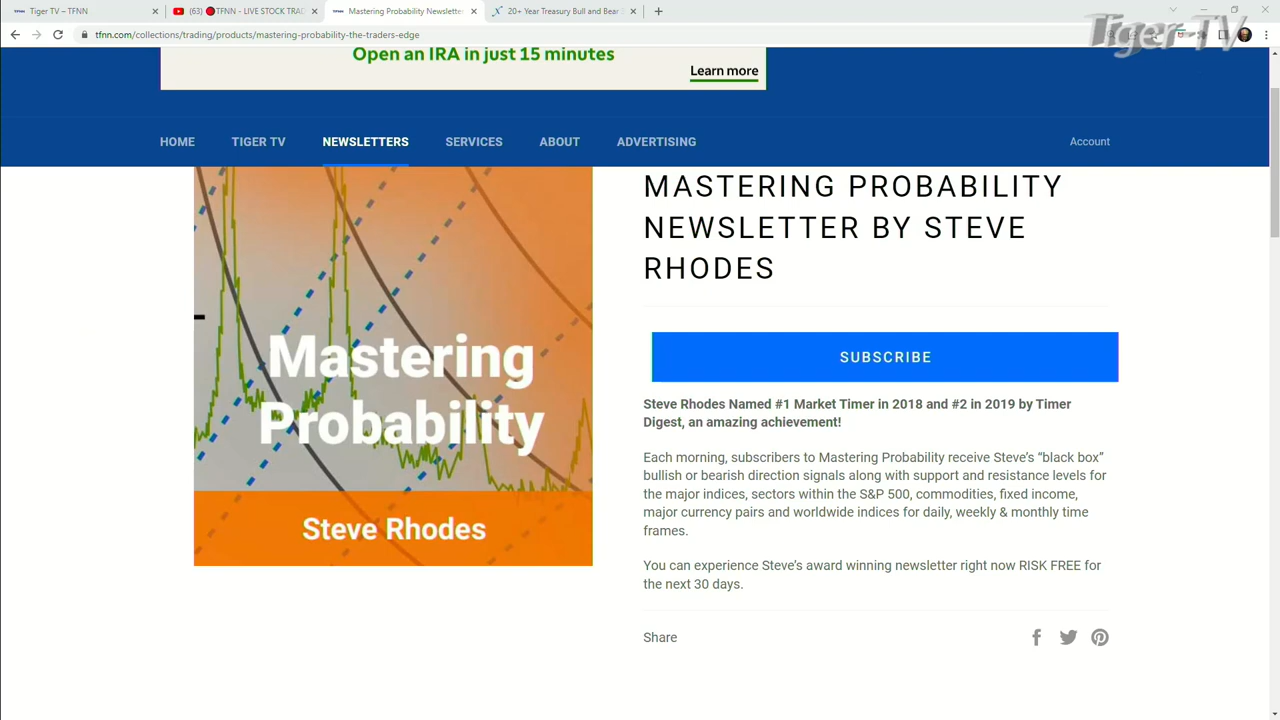 Tiger TV – TFNN
(63) 🔴TFNN - LIVE STOCK TRAD
Mastering Probability Newsletter
20+ Year Treasury Bull and Bear
Tiger TV
tfnn.com/collections/trading/products/mastering-probability-the-traders-edge
Open an IRA in just 15 minutes
Learn more
HOME
TIGER TV
NEWSLETTERS
SERVICES
ABOUT
ADVERTISING
Account
Mastering
Probability
Steve Rhodes
MASTERING PROBABILITY
NEWSLETTER BY STEVE
RHODES
SUBSCRIBE
Steve Rhodes Named #1 Market Timer in 2018 and #2 in 2019 by Timer
Digest, an amazing achievement!
Each morning, subscribers to Mastering Probability receive Steve's “black box”
bullish or bearish direction signals along with support and resistance levels for
the major indices, sectors within the S&P 500, commodities, fixed income,
major currency pairs and worldwide indices for daily, weekly & monthly time
frames.
You can experience Steve's award winning newsletter right now RISK FREE for
the next 30 days.
Share